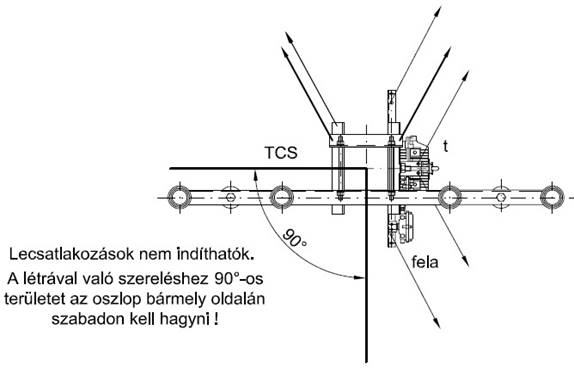 t
TCS
90°
fela
Lecsatlakozások nem indíthatók.
A létrával való szereléshez 90°-os
területet az oszlop bármely oldalán
szabadon kell hagyni !